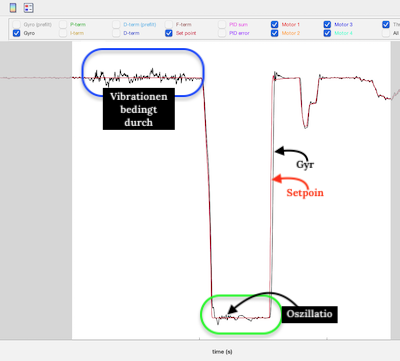 Gyro (prefilt) P-term D-term (prefilt) F-term PID sum Motor 1 Motor 3
Gyro I-term D-term Set point PID error Motor 2 Motor 4 All
Vibrationen
bedingt
durch
Gyr
Setpoin
Oszillatio
time (s)